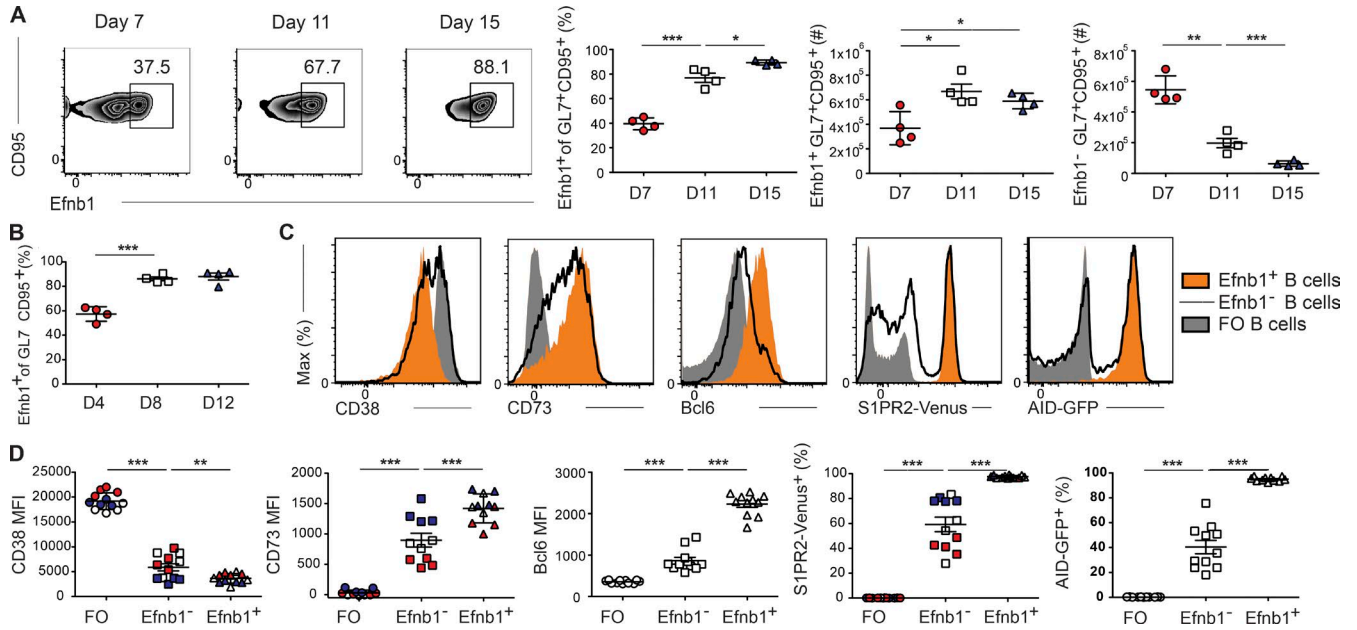 A
Day 7
Day 11
Day 15
37.5
67.7
88.1
CD95
0
0
0
Efnb1
Efnb1⁺ of GL7⁺CD95⁺ (%)
100
80
60
40
20
0
***
*
D7 D11 D15
Efnb1⁺ GL7⁺CD95⁺ (#)
1x10⁶
8x10⁵
6x10⁵
4x10⁵
2x10⁵
0
*
*
D7 D11 D15
Efnb1⁻ GL7⁺CD95⁺ (#)
8x10⁵
6x10⁵
4x10⁵
2x10⁵
0
**
***
D7 D11 D15
B
Efnb1⁺of GL7 CD95⁺(%)
100
80
60
40
20
0
***
D4 D8 D12
C
Max (%)
0
0
0
0
0
0
0
0
0
0
CD38
CD73
Bcl6
S1PR2-Venus
AID-GFP
Efnb1⁺ B cells
Efnb1⁻ B cells
FO B cells
D
CD38 MFI
25000
20000
15000
10000
5000
0
***
**
FO Efnb1⁻ Efnb1⁺
CD73 MFI
2000
1500
1000
500
0
***
***
FO Efnb1⁻ Efnb1⁺
Bcl6 MFI
3000
2000
1000
0
***
***
FO Efnb1⁻ Efnb1⁺
S1PR2-Venus⁺ (%)
100
80
60
40
20
0
***
***
FO Efnb1⁻ Efnb1⁺
AID-GFP⁺ (%)
100
80
60
40
20
0
***
***
FO Efnb1⁻ Efnb1⁺